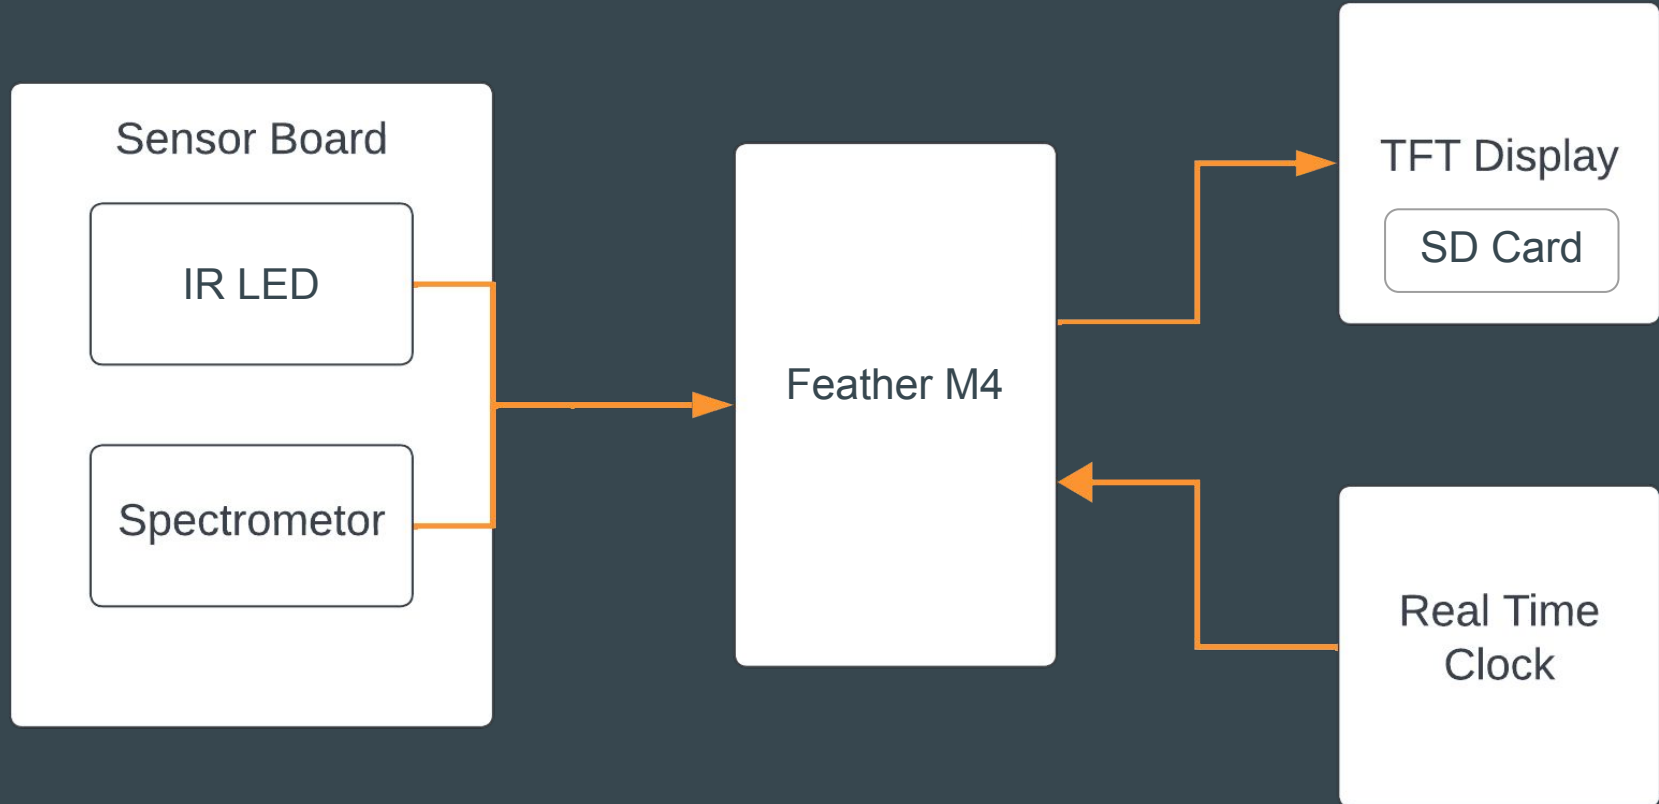 Sensor Board
IR LED
Spectrometor
Feather M4
TFT Display
SD Card
Real Time
Clock